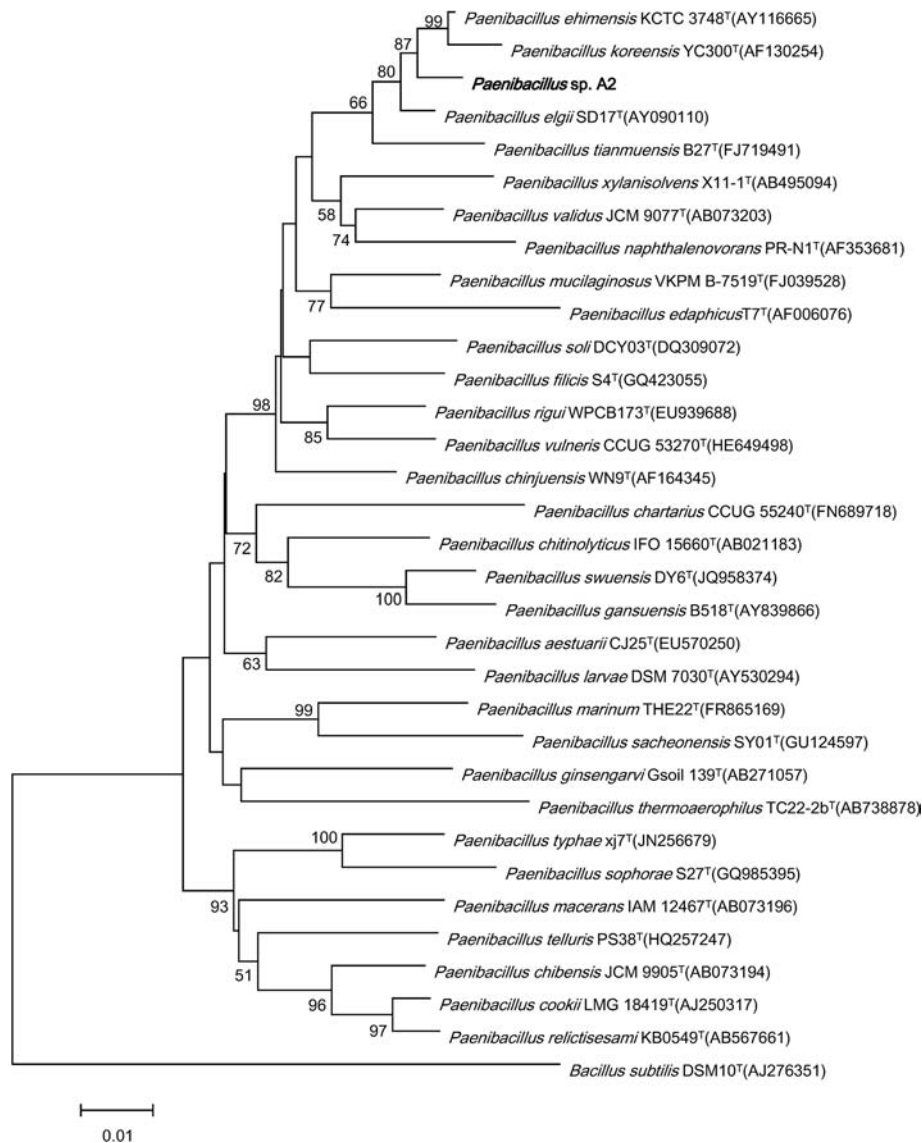 99
Paenibacillus ehimensis KCTC 3748ᵀ(AY116665)
87
Paenibacillus koreensis YC300ᵀ(AF130254)
80
Paenibacillus sp. A2
66
Paenibacillus elgii SD17ᵀ(AY090110)
Paenibacillus tianmuensis B27ᵀ(FJ719491)
Paenibacillus xylanisolvens X11-1ᵀ(AB495094)
58
Paenibacillus validus JCM 9077ᵀ(AB073203)
74
Paenibacillus naphthalenovorans PR-N1ᵀ(AF353681)
Paenibacillus mucilaginosus VKPM B-7519ᵀ(FJ039528)
77
Paenibacillus edaphicusT7ᵀ(AF006076)
Paenibacillus soli DCY03ᵀ(DQ309072)
Paenibacillus filicis S4ᵀ(GQ423055)
98
Paenibacillus rigui WPCB173ᵀ(EU939688)
85
Paenibacillus vulneris CCUG 53270ᵀ(HE649498)
Paenibacillus chinjuensis WN9ᵀ(AF164345)
Paenibacillus chartarius CCUG 55240ᵀ(FN689718)
72
Paenibacillus chitinolyticus IFO 15660ᵀ(AB021183)
82
Paenibacillus swuensis DY6ᵀ(JQ958374)
100
Paenibacillus gansuensis B518ᵀ(AY839866)
Paenibacillus aestuarii CJ25ᵀ(EU570250)
63
Paenibacillus larvae DSM 7030ᵀ(AY530294)
99
Paenibacillus marinum THE22ᵀ(FR865169)
Paenibacillus sacheonensis SY01ᵀ(GU124597)
Paenibacillus ginsengarvi Gsoil 139ᵀ(AB271057)
Paenibacillus thermoaerophilus TC22-2bᵀ(AB738878)
100
Paenibacillus typhae xj7ᵀ(JN256679)
Paenibacillus sophorae S27ᵀ(GQ985395)
93
Paenibacillus macerans IAM 12467ᵀ(AB073196)
Paenibacillus telluris PS38ᵀ(HQ257247)
51
Paenibacillus chibensis JCM 9905ᵀ(AB073194)
96
Paenibacillus cookii LMG 18419ᵀ(AJ250317)
97
Paenibacillus relictisesami KB0549ᵀ(AB567661)
Bacillus subtilis DSM10ᵀ(AJ276351)
0.01